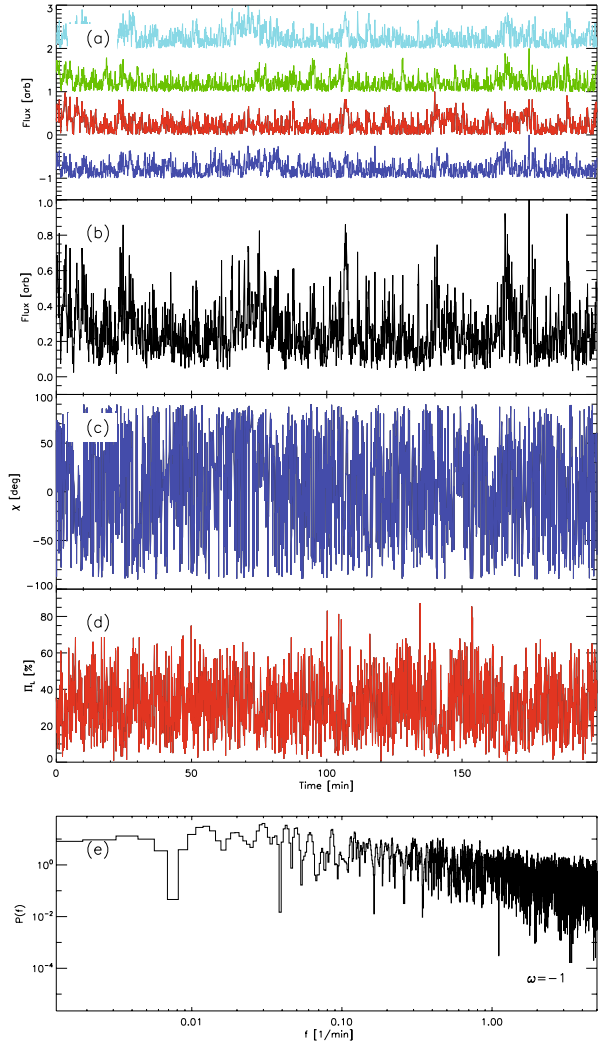 3
(a)
2
Flux [arb]
1
0
−1
1.0
(b)
0.8
0.6
Flux [arb]
0.4
0.2
0.0
100
(c)
50
χ [deg]
0
−50
−100
(d)
80
60
Π_L [%]
40
20
0
0 50 100 150
Time [min]
(e)
10^0
P(f)
10^−2
10^−4
ω=−1
0.01 0.10 1.00
f [1/min]